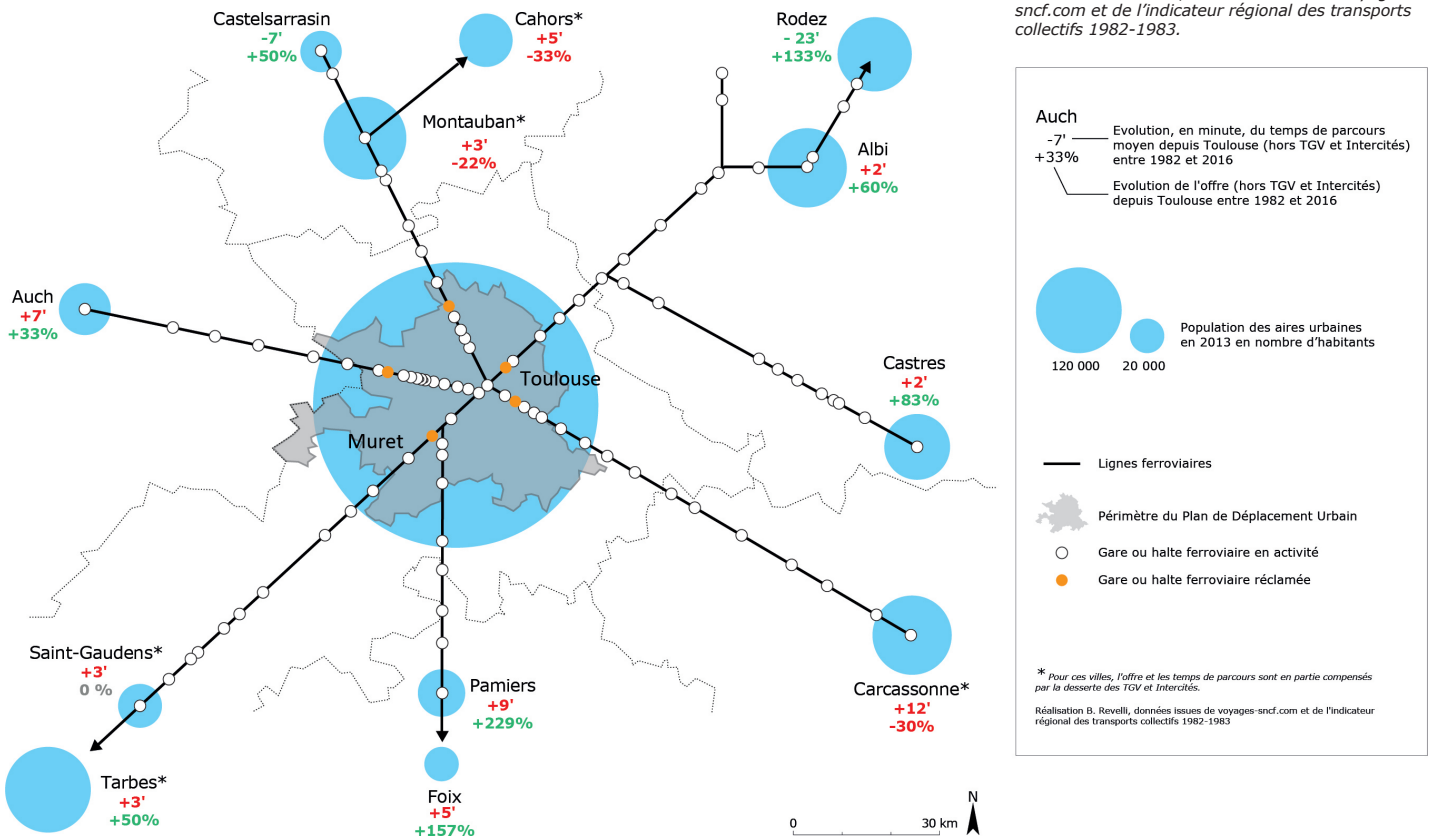 sncf.com et de l'indicateur régional des transports
collectifs 1982-1983.
Castelsarrasin
-7'
+50%
Cahors*
+5'
-33%
Rodez
- 23'
+133%
Montauban*
+3'
-22%
Albi
+2'
+60%
Auch
+7'
+33%
Toulouse
Muret
Castres
+2'
+83%
Saint-Gaudens*
+3'
0 %
Tarbes*
+3'
+50%
Pamiers
+9'
+229%
Foix
+5'
+157%
Carcassonne*
+12'
-30%
0
30 km
N
Auch
-7'
+33%
Evolution, en minute, du temps de parcours
moyen depuis Toulouse (hors TGV et Intercités)
entre 1982 et 2016
Evolution de l'offre (hors TGV et Intercités)
depuis Toulouse entre 1982 et 2016
120 000
20 000
Population des aires urbaines
en 2013 en nombre d'habitants
Lignes ferroviaires
Périmètre du Plan de Déplacement Urbain
Gare ou halte ferroviaire en activité
Gare ou halte ferroviaire réclamée
* Pour ces villes, l'offre et les temps de parcours sont en partie compensés
par la desserte des TGV et Intercités.
Réalisation B. Revelli, données issues de voyages-sncf.com et de l'indicateur
régional des transports collectifs 1982-1983